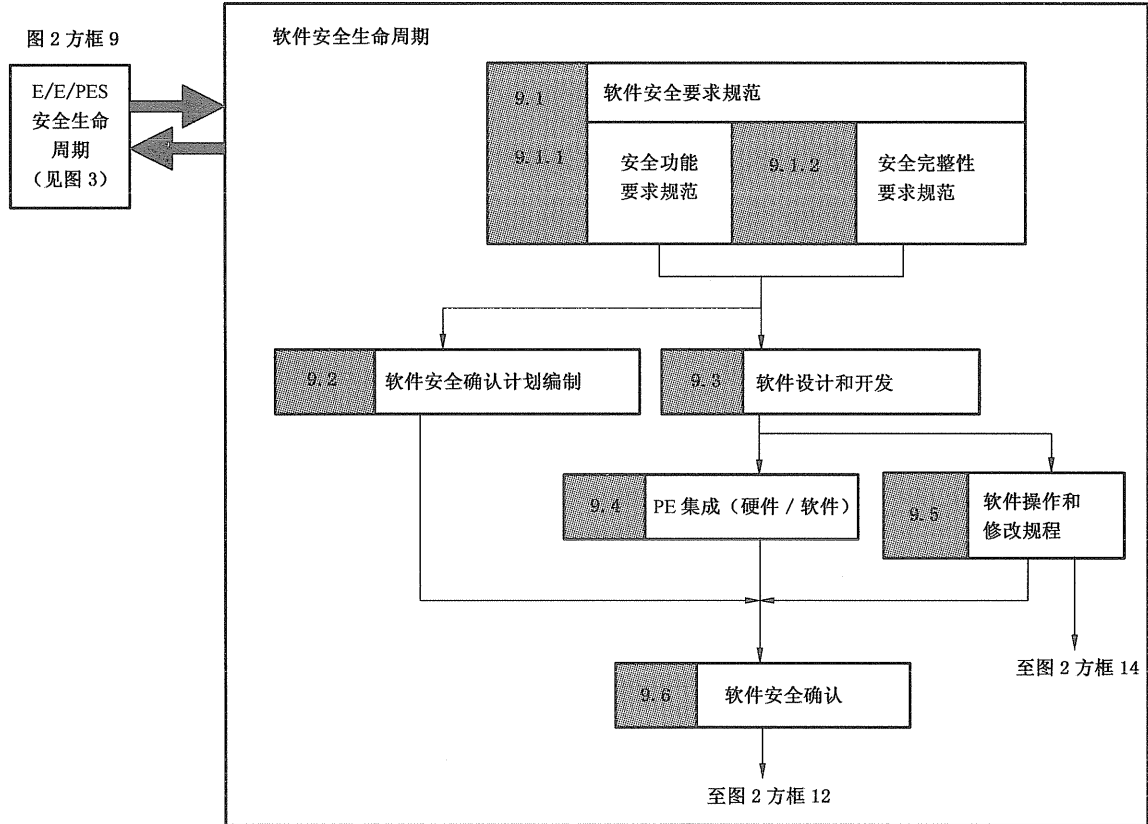 图 2 方框 9
E/E/PES
安全生命
周期
（见图 3）
软件安全生命周期
9.1
软件安全要求规范
9.1.1
安全功能
要求规范
9.1.2
安全完整性
要求规范
9.2
软件安全确认计划编制
9.3
软件设计和开发
9.4
PE 集成（硬件 / 软件）
9.5
软件操作和
修改规程
至图 2 方框 14
9.6
软件安全确认
至图 2 方框 12